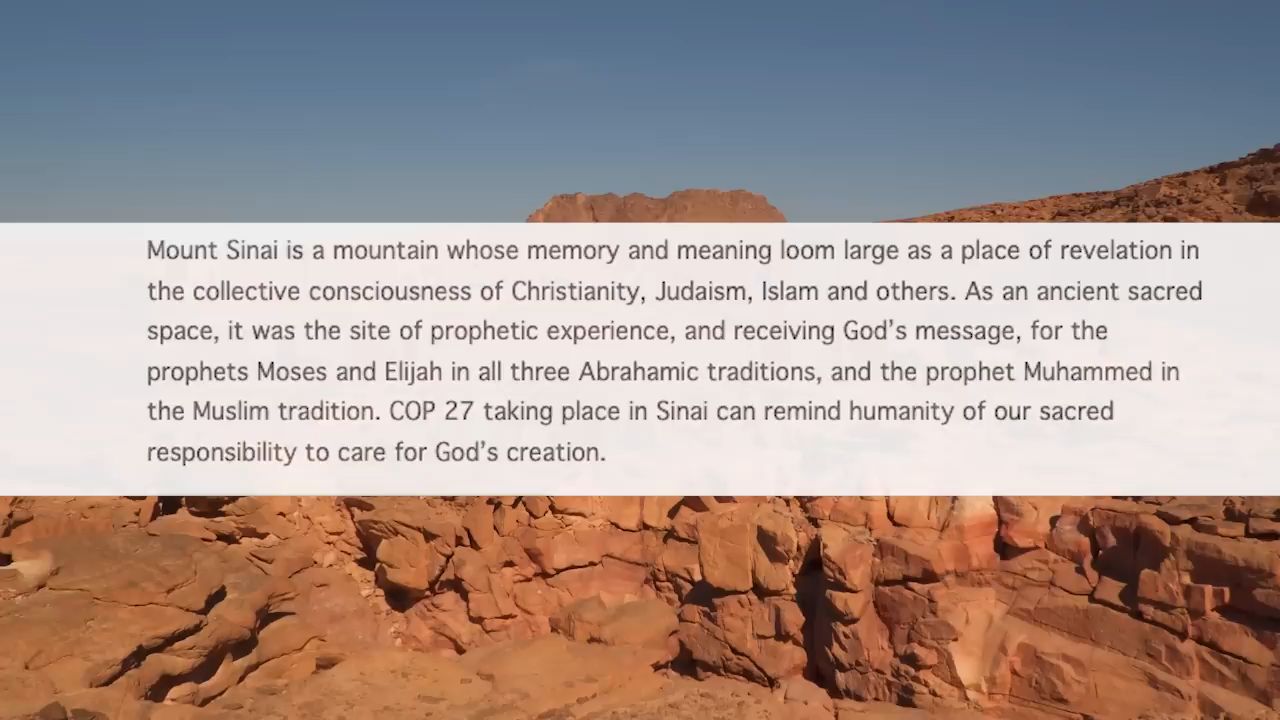 Mount Sinai is a mountain whose memory and meaning loom large as a place of revelation in
the collective consciousness of Christianity, Judaism, Islam and others. As an ancient sacred
space, it was the site of prophetic experience, and receiving God’s message, for the
prophets Moses and Elijah in all three Abrahamic traditions, and the prophet Muhammed in
the Muslim tradition. COP 27 taking place in Sinai can remind humanity of our sacred
responsibility to care for God’s creation.